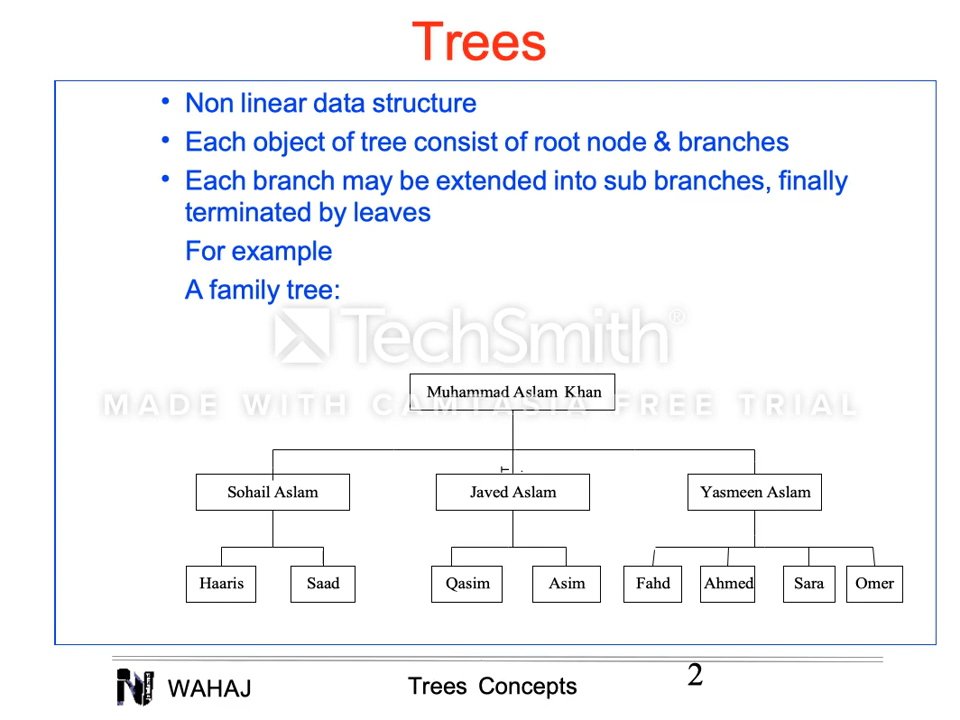 Trees
• Non linear data structure
• Each object of tree consist of root node & branches
• Each branch may be extended into sub branches, finally
terminated by leaves
For example
A family tree:
TechSmith®
MADE WITH CAMTASIA FREE TRIAL
Muhammad Aslam Khan
Sohail Aslam Javed Aslam Yasmeen Aslam
Haaris Saad Qasim Asim Fahd Ahmed Sara Omer
WAHAJ Trees Concepts 2